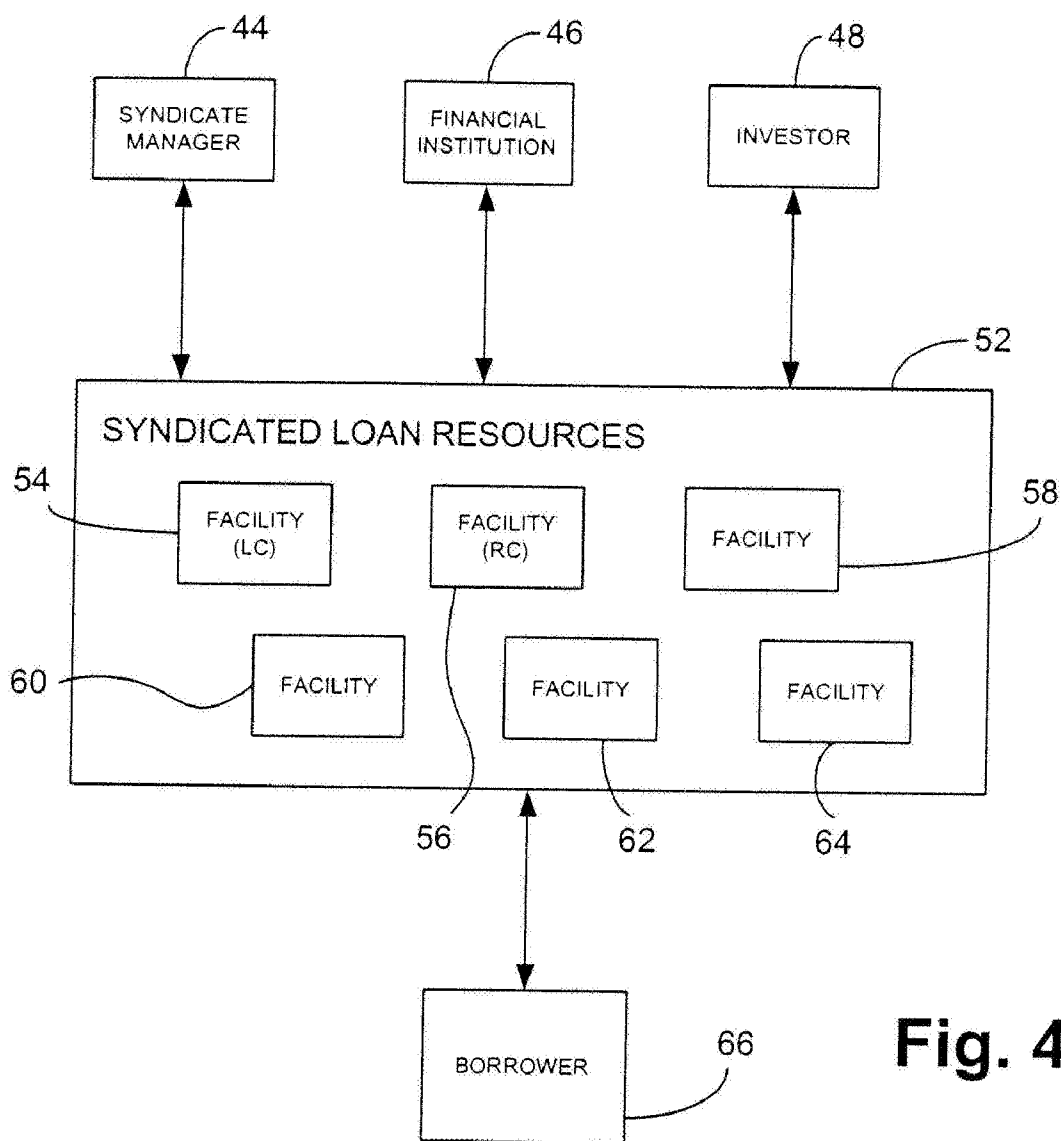 44
46
48
SYNDICATE
MANAGER
FINANCIAL
INSTITUTION
INVESTOR
52
SYNDICATED LOAN RESOURCES
54
FACILITY
(LC)
FACILITY
(RC)
FACILITY
58
60
FACILITY
FACILITY
FACILITY
56
62
64
BORROWER
66
Fig. 4